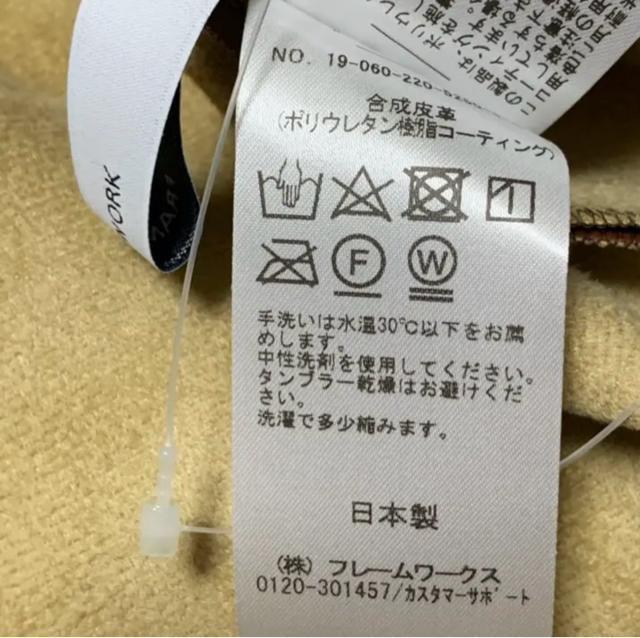 WORK
NO. 19-060-220-
合成皮革
(ポリウレタン樹脂コーティング)
F
W
手洗いは水温30℃以下をお薦
めします。
中性洗剤を使用してください。
タンブラー乾燥はお避けくだ
さい。
洗濯で多少縮みます。
日本製
(株) フレームワークス
0120-301457/カスタマーサポート